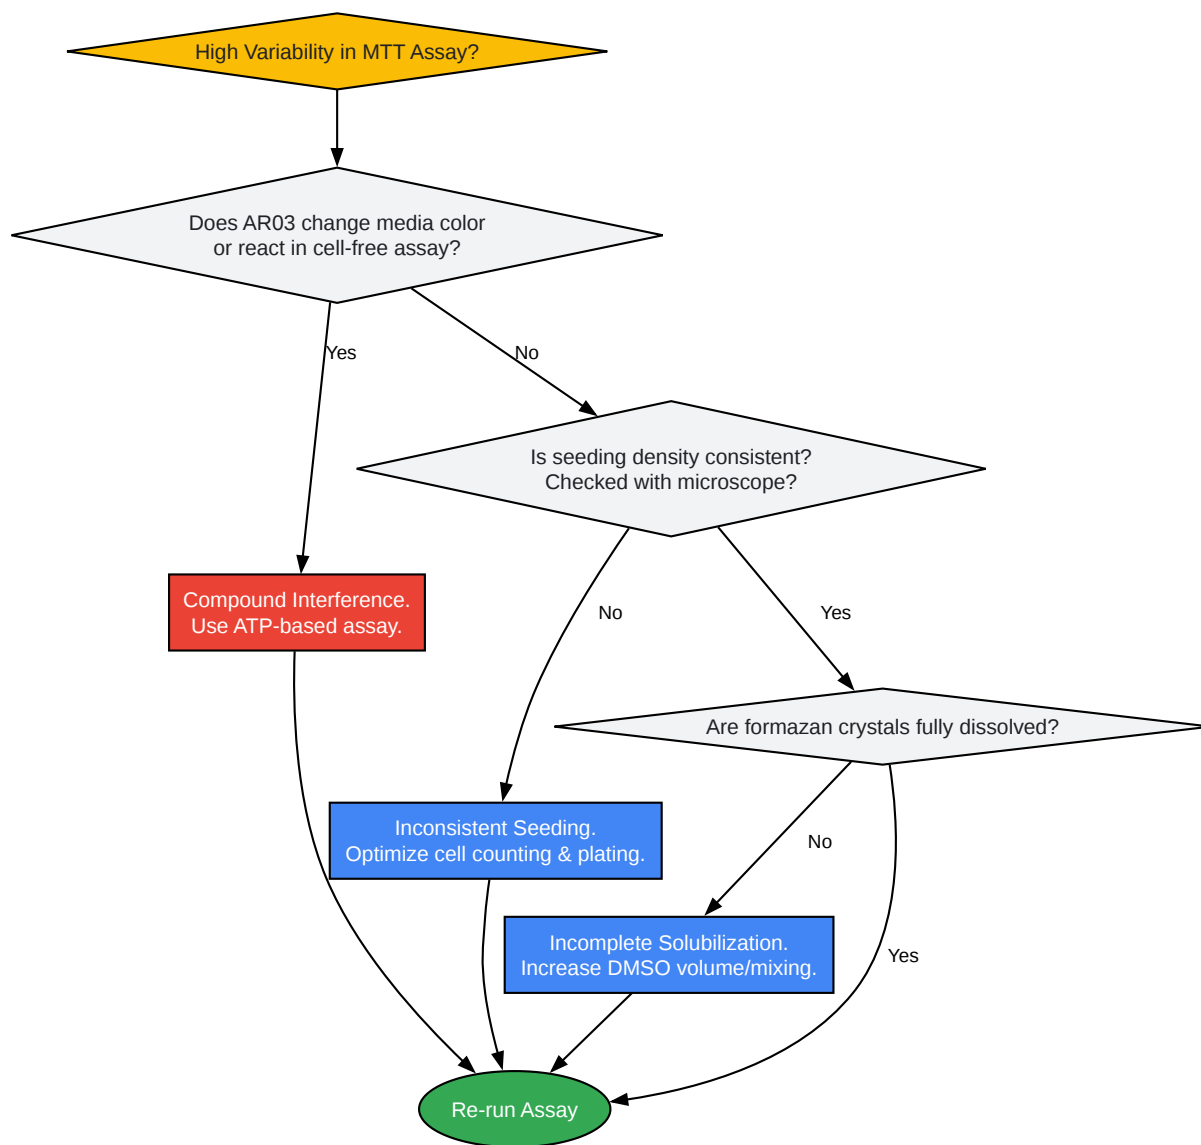 High Variability in MTT Assay?
Does AR03 change media color
or react in cell-free assay?
Yes
No
Is seeding density consistent?
Checked with microscope?
Compound Interference.
Use ATP-based assay.
No
Yes
Are formazan crystals fully dissolved?
Inconsistent Seeding.
Optimize cell counting & plating.
No
Incomplete Solubilization.
Increase DMSO volume/mixing.
Yes
Re-run Assay